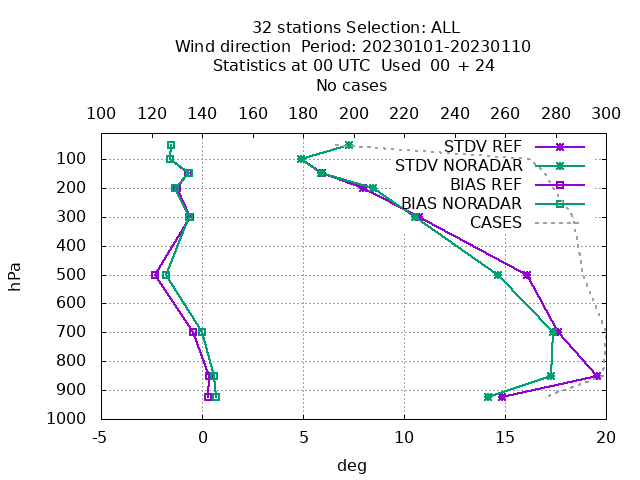 32 stations Selection: ALL
Wind direction  Period: 20230101-20230110
Statistics at 00 UTC  Used  00 + 24
No cases
100 120 140 160 180 200 220 240 260 280 300
STDV REF
STDV NORADAR
BIAS REF
BIAS NORADAR
CASES
100
200
300
400
500
600
700
800
900
1000
hPa
-5 0 5 10 15 20
deg